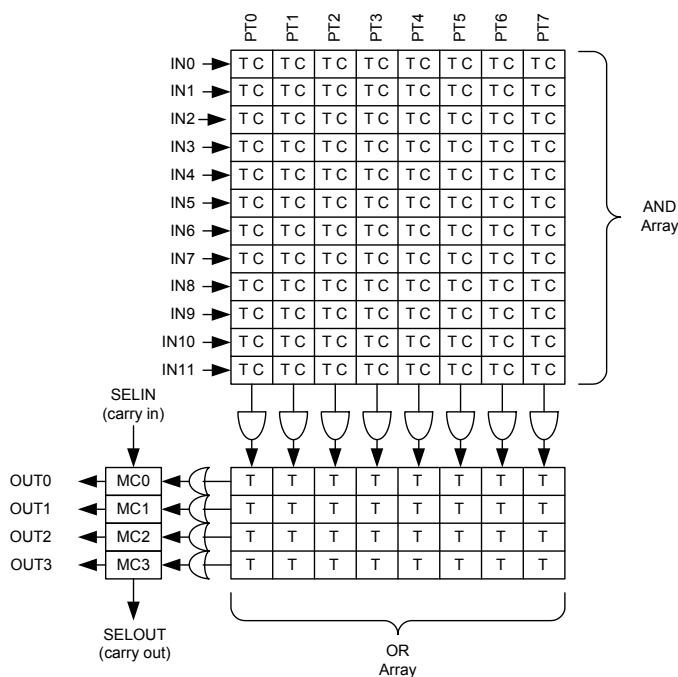 PT0 PT1 PT2 PT3 PT4 PT5 PT6 PT7
IN0 T C T C T C T C T C T C T C T C
IN1 T C T C T C T C T C T C T C T C
IN2 T C T C T C T C T C T C T C T C
IN3 T C T C T C T C T C T C T C T C
IN4 T C T C T C T C T C T C T C T C
IN5 T C T C T C T C T C T C T C T C
IN6 T C T C T C T C T C T C T C T C
IN7 T C T C T C T C T C T C T C T C
IN8 T C T C T C T C T C T C T C T C
IN9 T C T C T C T C T C T C T C T C
IN10 T C T C T C T C T C T C T C T C
IN11 T C T C T C T C T C T C T C T C
AND
Array
SELIN
(carry in)
OUT0 MC0 T T T T T T T T
OUT1 MC1 T T T T T T T T
OUT2 MC2 T T T T T T T T
OUT3 MC3 T T T T T T T T
SELOUT
(carry out)
OR
Array